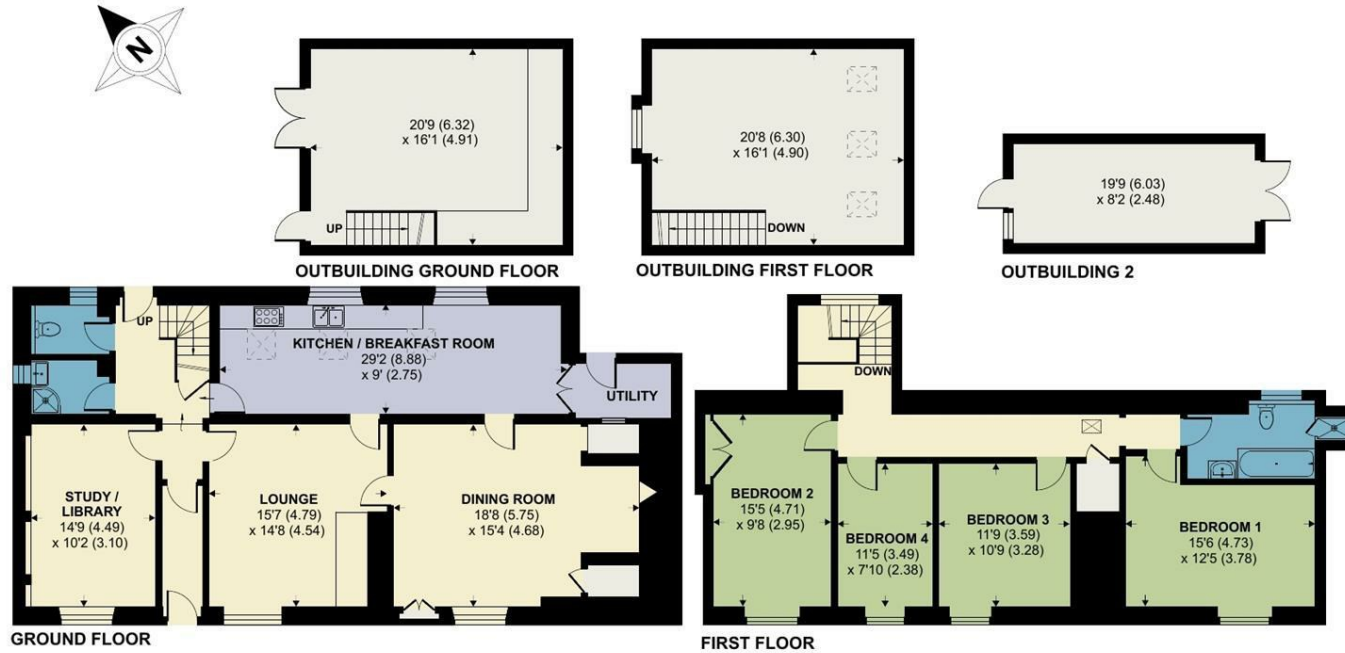 N
20'9 (6.32)
x 16'1 (4.91)
UP
OUTBUILDING GROUND FLOOR
20'8 (6.30)
x 16'1 (4.90)
DOWN
OUTBUILDING FIRST FLOOR
19'9 (6.03)
x 8'2 (2.48)
OUTBUILDING 2
UP
KITCHEN / BREAKFAST ROOM
29'2 (8.88)
x 9' (2.75)
UTILITY
STUDY /
LIBRARY
14'9 (4.49)
x 10'2 (3.10)
LOUNGE
15'7 (4.79)
x 14'8 (4.54)
DINING ROOM
18'8 (5.75)
x 15'4 (4.68)
GROUND FLOOR
DOWN
BEDROOM 2
15'5 (4.71)
x 9'8 (2.95)
BEDROOM 4
11'5 (3.49)
x 7'10 (2.38)
BEDROOM 3
11'9 (3.59)
x 10'9 (3.28)
BEDROOM 1
15'6 (4.73)
x 12'5 (3.78)
FIRST FLOOR